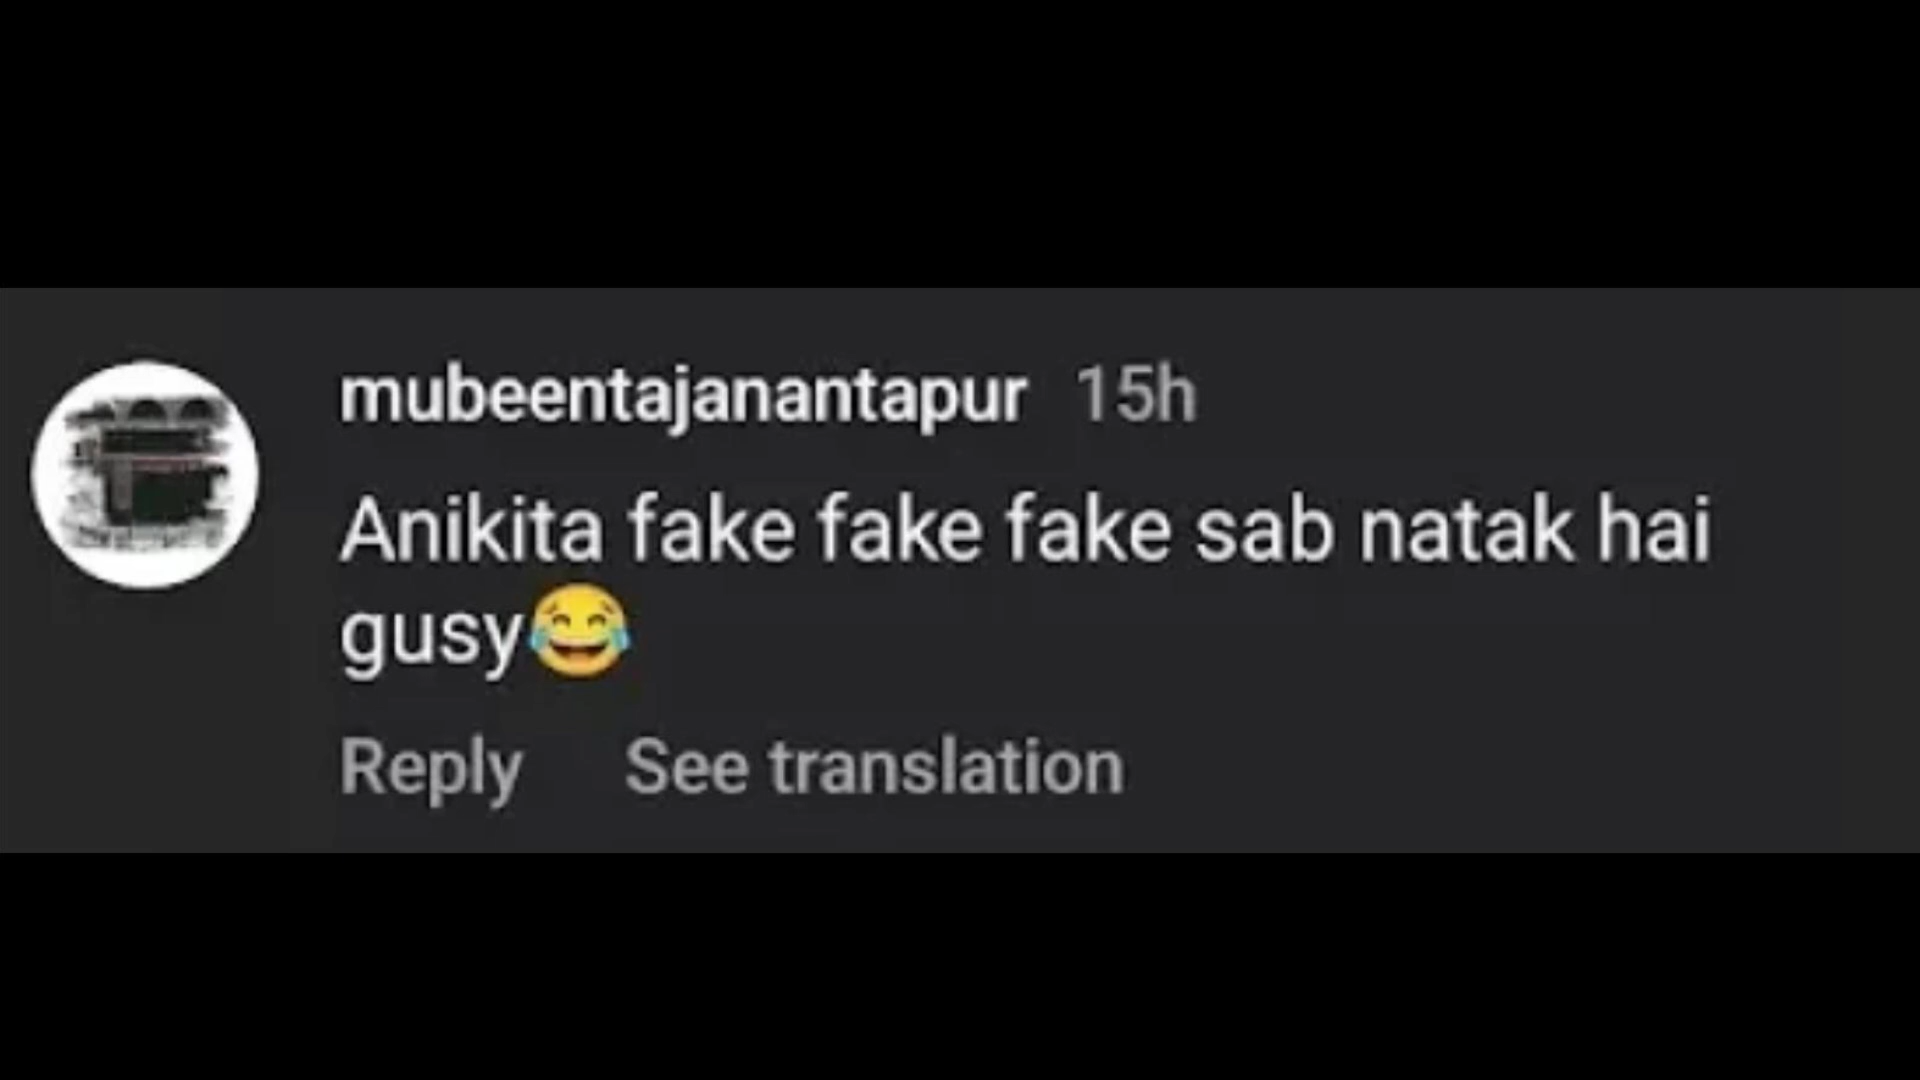 mubeentajanantapur 15h
Anikita fake fake fake sab natak hai
gusy😂
Reply See translation